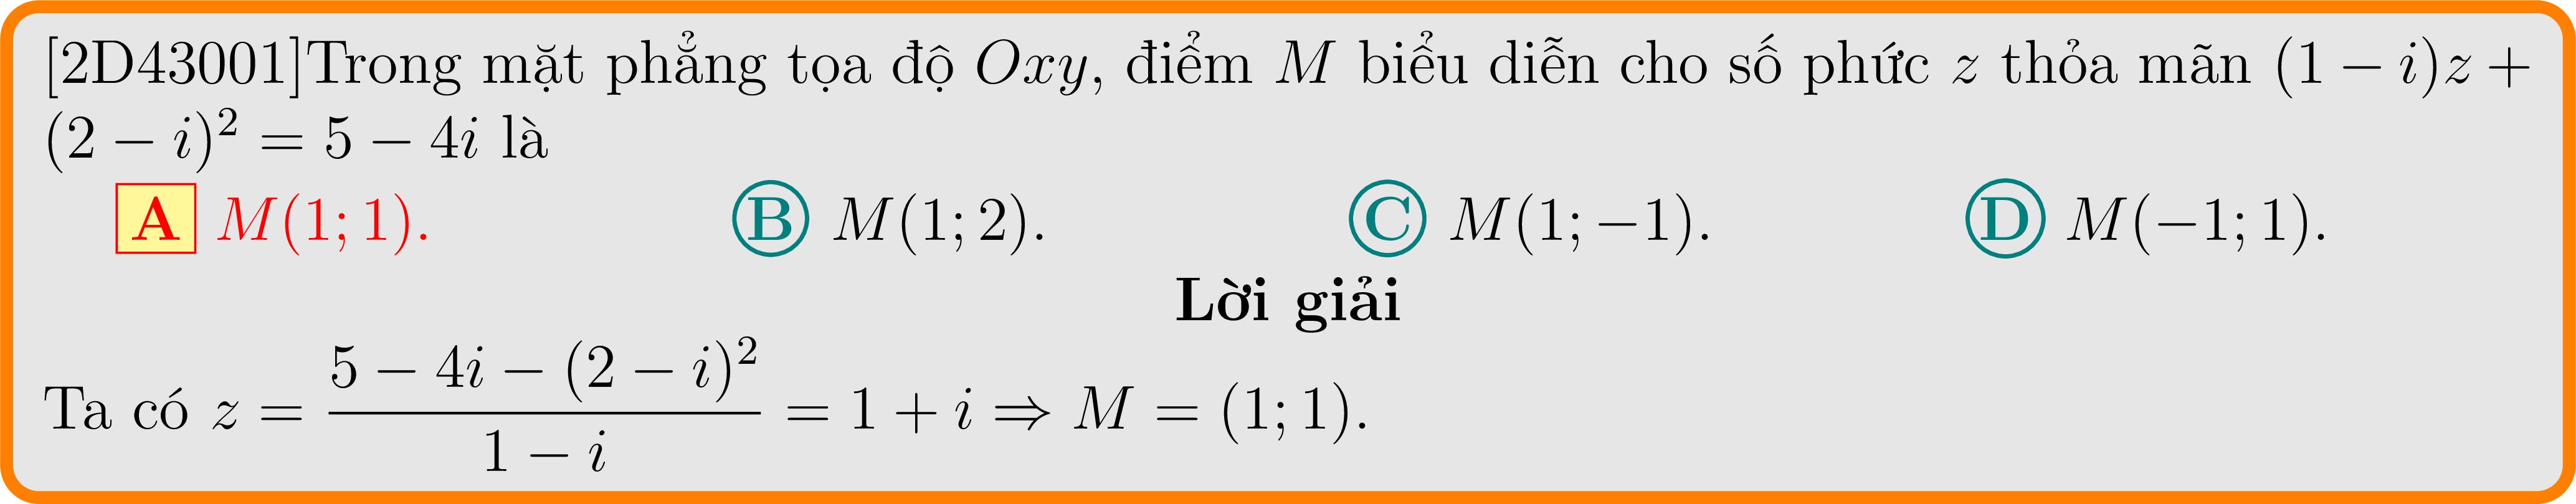 [2D43001]Trong mặt phẳng tọa độ Oxy, điểm M biểu diễn cho số phức z thỏa mãn (1 − i)z +
(2 − i)² = 5 − 4i là
A M(1; 1). B M(1; 2). C M(1; −1). D M(−1; 1).
Lời giải
Ta có z = \frac{5 − 4i − (2 − i)²}{1 − i} = 1 + i ⇒ M = (1; 1).